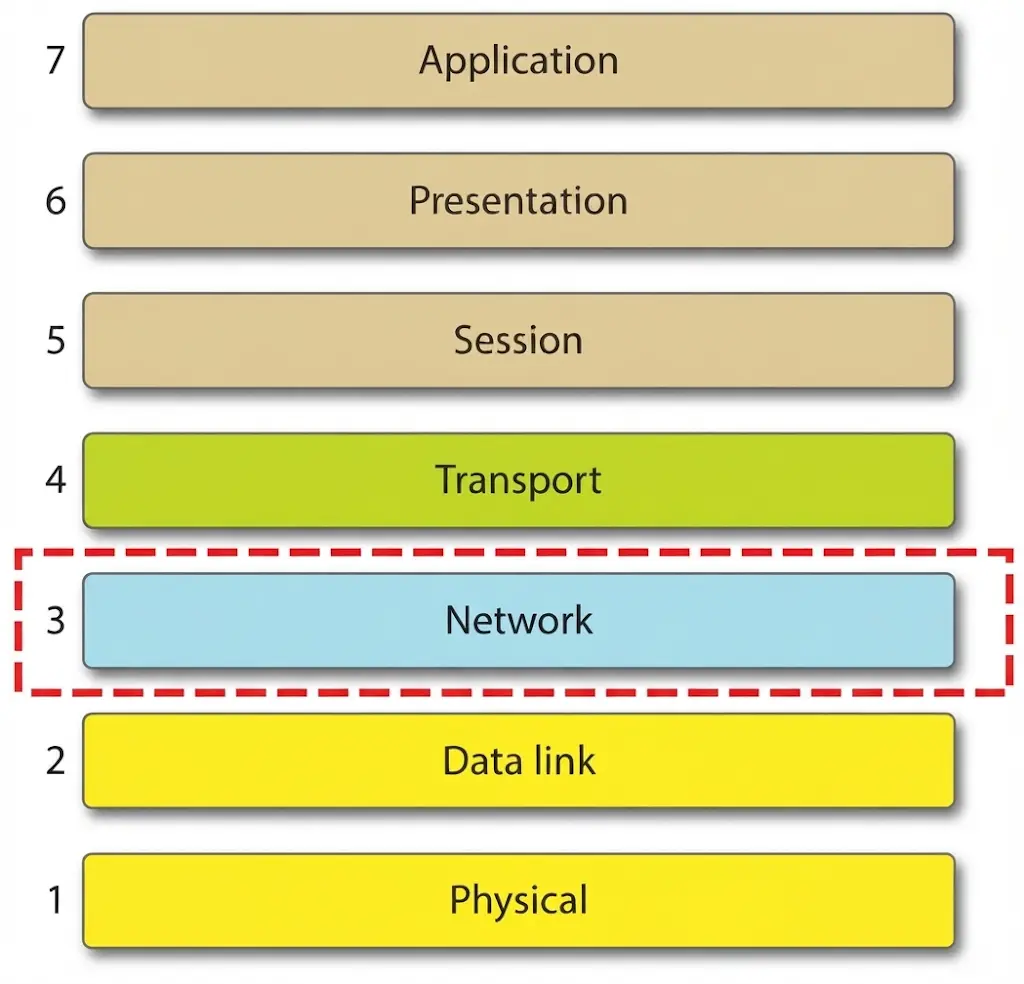 7 Application
6 Presentation
5 Session
4 Transport
3 Network
2 Data link
1 Physical